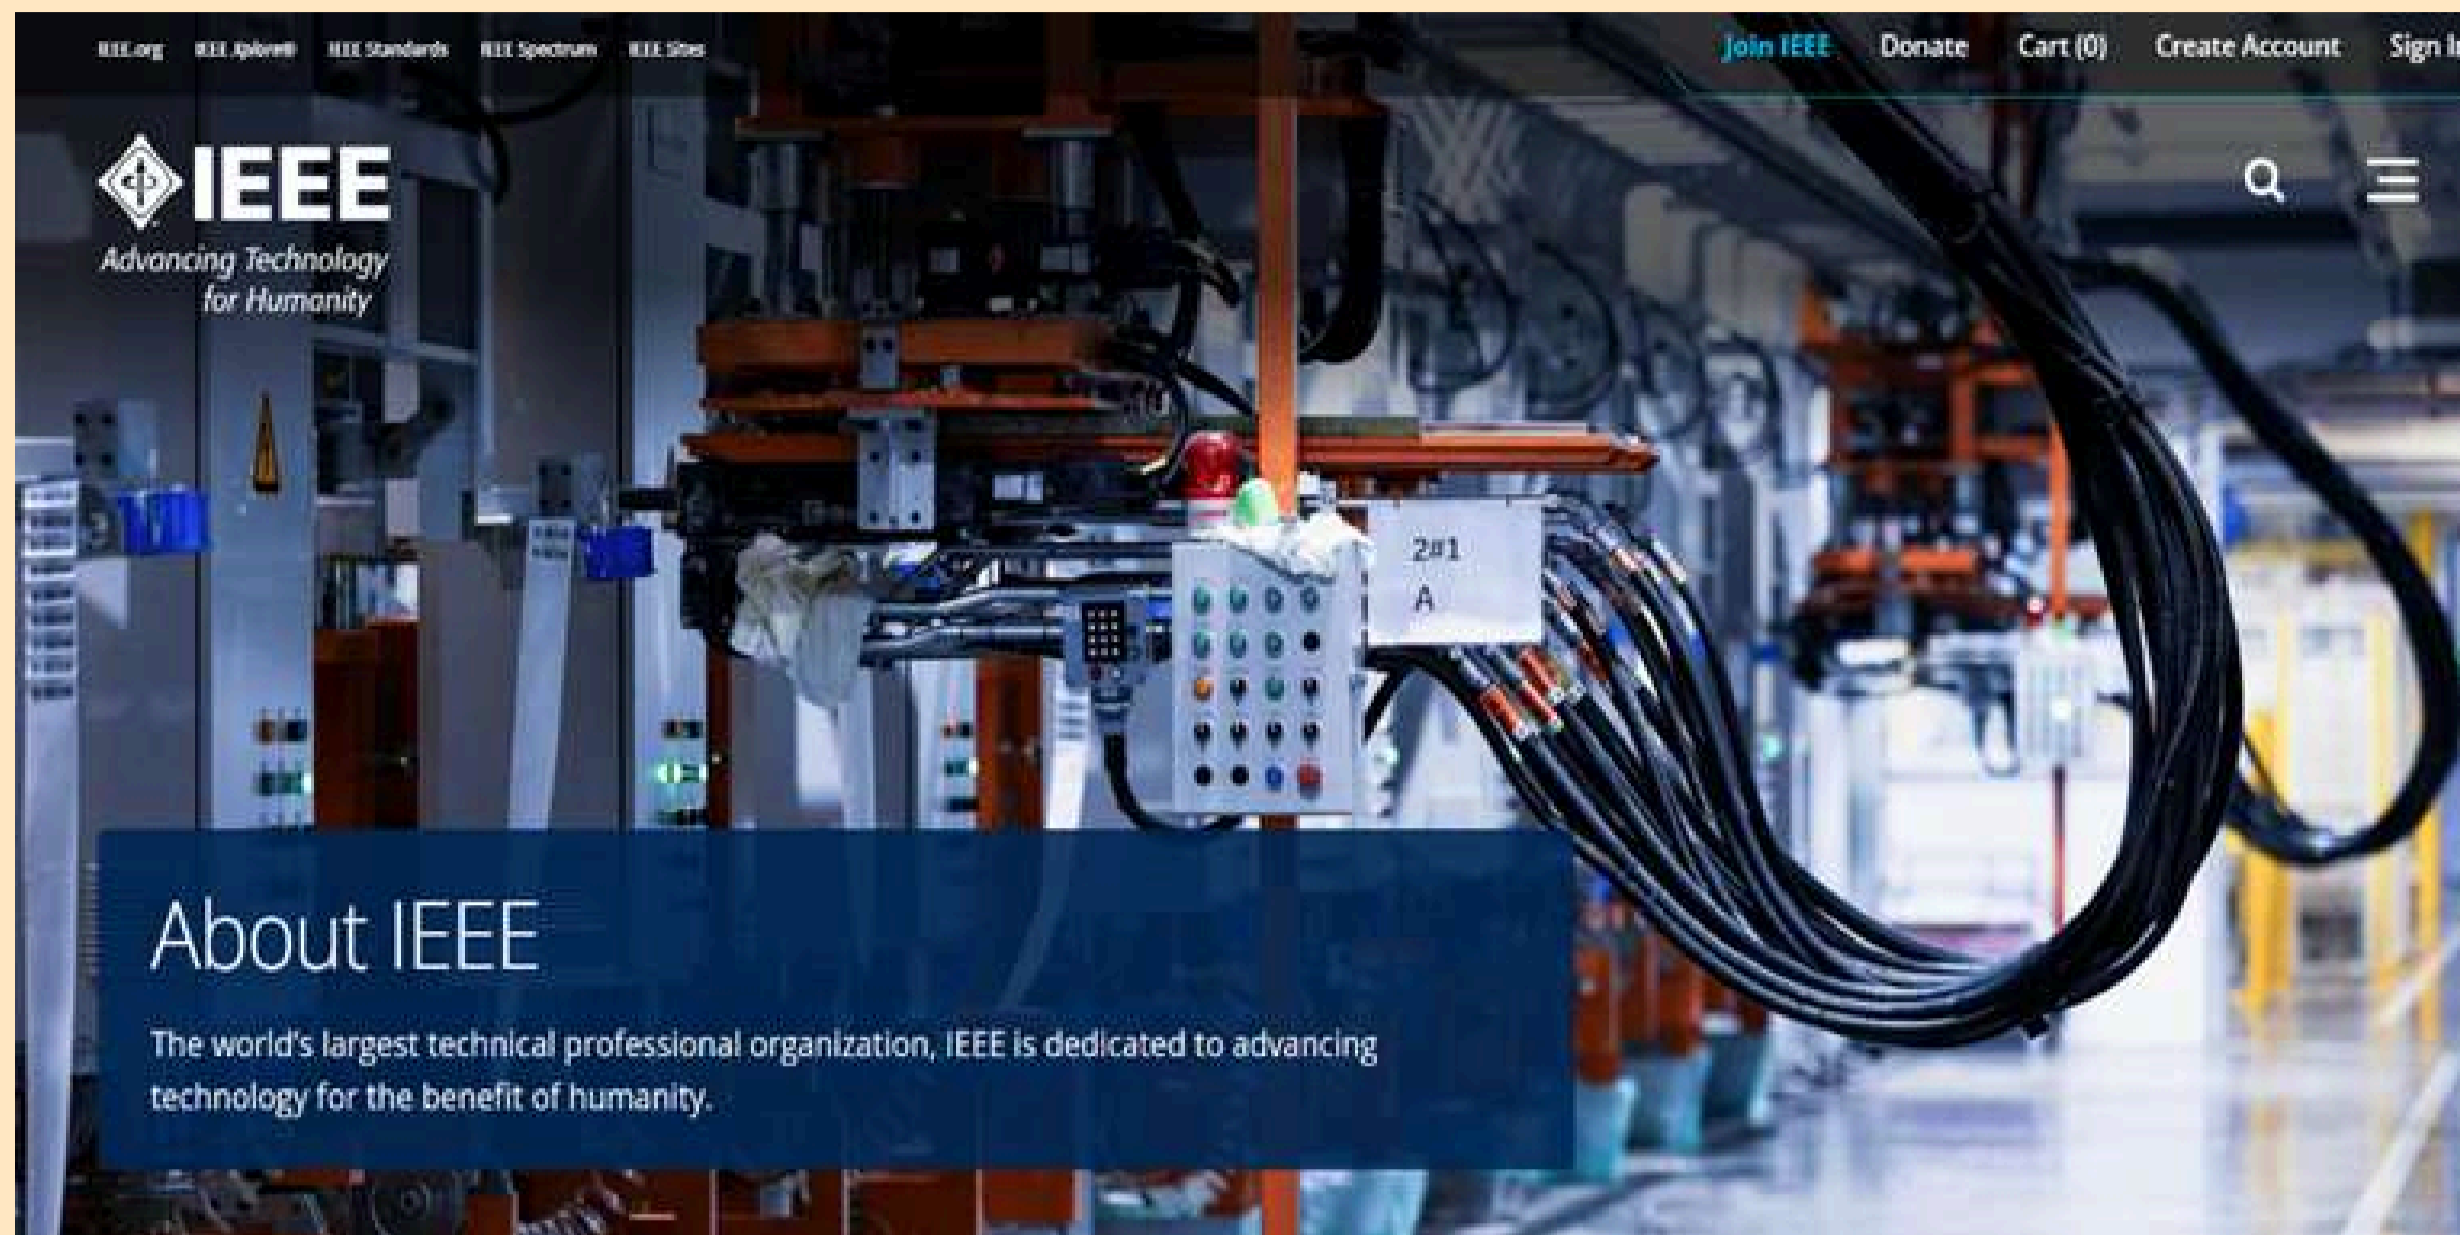 IEEE.org IEEE Xplore® IEEE Standards IEEE Spectrum IEEE Sites
Join IEEE Donate Cart (0) Create Account Sign In
IEEE
Advancing Technology
for Humanity
2#1
A
About IEEE
The world's largest technical professional organization, IEEE is dedicated to advancing
technology for the benefit of humanity.